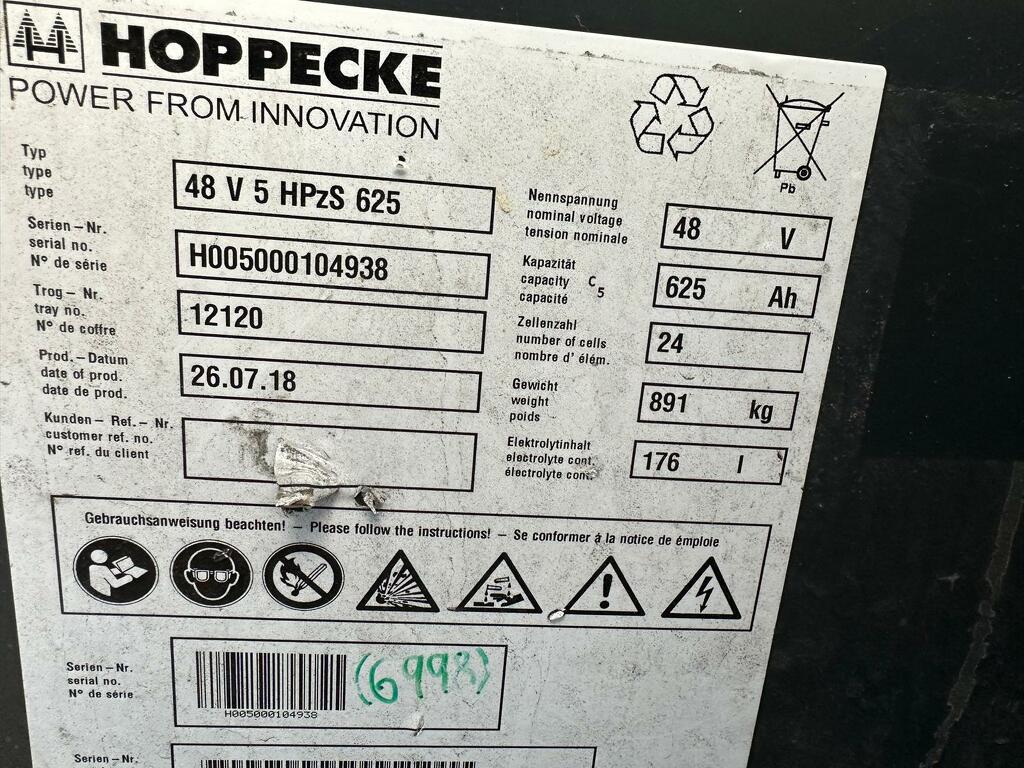 HOPPECKE
POWER FROM INNOVATION
Pb
Typ
type
type
48 V 5 HPzS 625
Serien – Nr.
serial no.
N° de série
H005000104938
Trog – Nr.
tray no.
N° de coffre
12120
Prod. – Datum
date of prod.
date de prod.
26.07.18
Kunden – Ref. – Nr.
customer ref. no.
N° ref. du client
Nennspannung
nominal voltage
tension nominale
48 V
Kapazität
capacity C5
capacité
625 Ah
Zellenzahl
number of cells
nombre d' élém.
24
Gewicht
weight
poids
891 kg
Elektrolytinhalt
electrolyte cont.
électrolyte cont.
176 l
Gebrauchsanweisung beachten! – Please follow the instructions! – Se conformer á la notice de émploie
Serien – Nr.
serial no.
N° de série
H005000104938
(6998)
Serien – Nr.